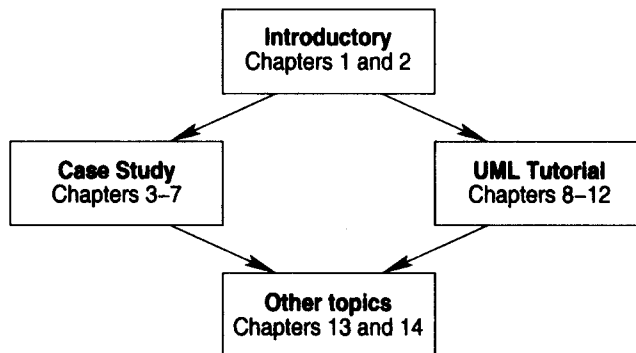 Introductory
Chapters 1 and 2
Case Study
Chapters 3–7
UML Tutorial
Chapters 8–12
Other topics
Chapters 13 and 14